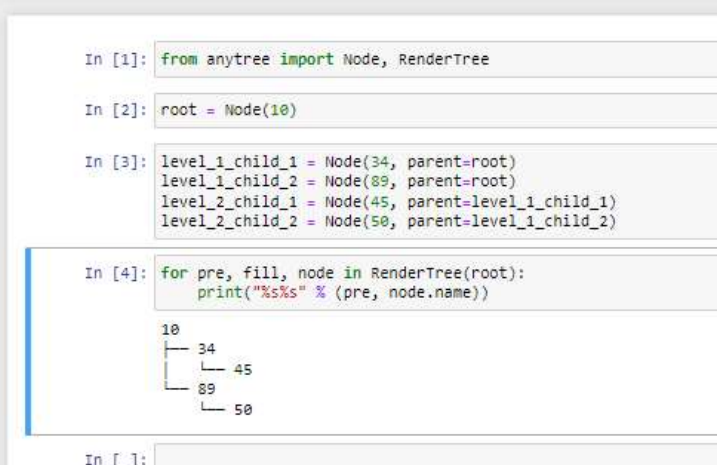 In [1]: from anytree import Node, RenderTree
In [2]: root = Node(10)
In [3]: level_1_child_1 = Node(34, parent=root)
level_1_child_2 = Node(89, parent=root)
level_2_child_1 = Node(45, parent=level_1_child_1)
level_2_child_2 = Node(50, parent=level_1_child_2)
In [4]: for pre, fill, node in RenderTree(root):
    print("%s%s" % (pre, node.name))
10
├── 34
│   └── 45
└── 89
    └── 50
In [ ]: